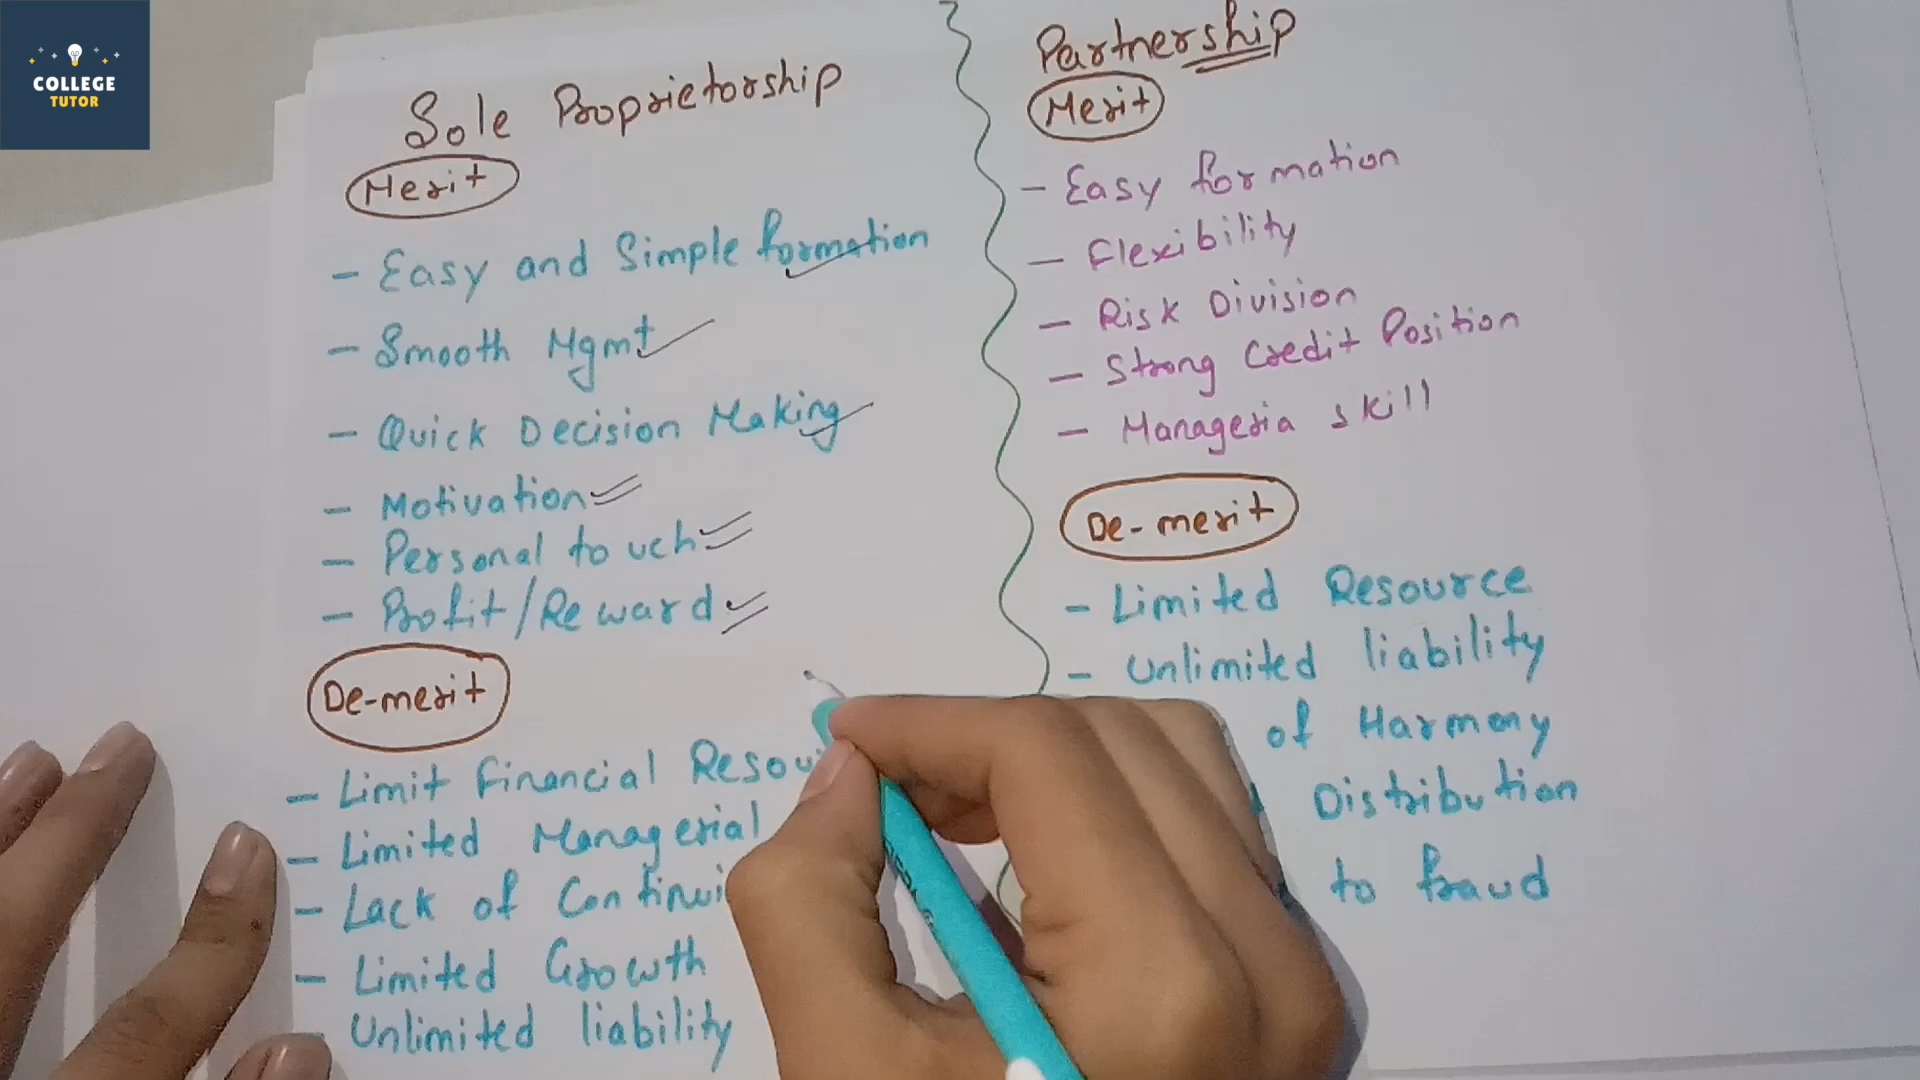 COLLEGE
TUTOR
Sole Proprietorship
Merit
- Easy and Simple formation
- Smooth Mgmt
- Quick Decision Making
- Motivation
- Personal touch
- Profit/Reward
De-merit
- Limit Financial
- Limited Managerial
- Lack of
- Limited Growth
Unlimited liability
Partnership
Merit
- Easy formation
- Flexibility
- Risk Division
- Strong Credit Position
- Manageria skill
De-merit
- Limited Resource
- Unlimited liability
of Harmony
Distribution
to fraud